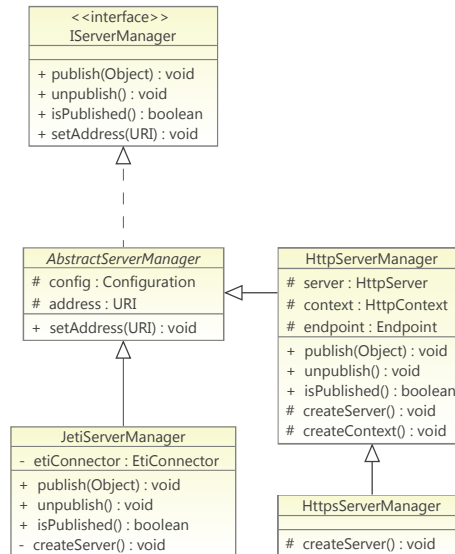 <<interface>>
IServerManager
+ publish(Object) : void
+ unpublish() : void
+ isPublished() : boolean
+ setAddress(URI) : void
AbstractServerManager
# config : Configuration
# address : URI
+ setAddress(URI) : void
HttpServerManager
# server : HttpServer
# context : HttpContext
# endpoint : Endpoint
+ publish(Object) : void
+ unpublish() : void
+ isPublished() : boolean
# createServer() : void
# createContext() : void
JetiServerManager
- etiConnector : EtiConnector
+ publish(Object) : void
+ unpublish() : void
+ isPublished() : boolean
- createServer() : void
HttpsServerManager
# createServer() : void